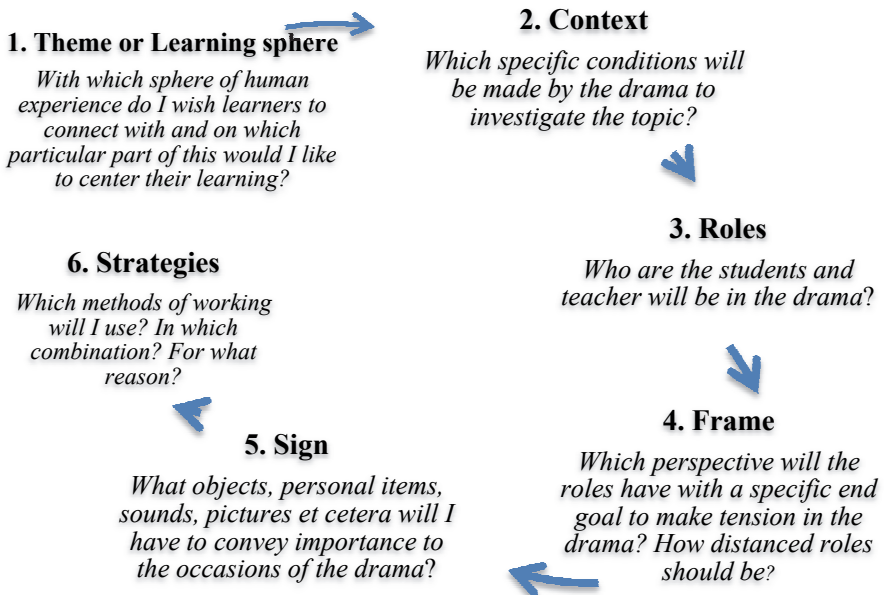 1. Theme or Learning sphere
With which sphere of human
experience do I wish learners to
connect with and on which
particular part of this would I like
to center their learning?
2. Context
Which specific conditions will
be made by the drama to
investigate the topic?
3. Roles
Who are the students and
teacher will be in the drama?
4. Frame
Which perspective will the
roles have with a specific end
goal to make tension in the
drama? How distanced roles
should be?
5. Sign
What objects, personal items,
sounds, pictures et cetera will I
have to convey importance to
the occasions of the drama?
6. Strategies
Which methods of working
will I use? In which
combination? For what
reason?